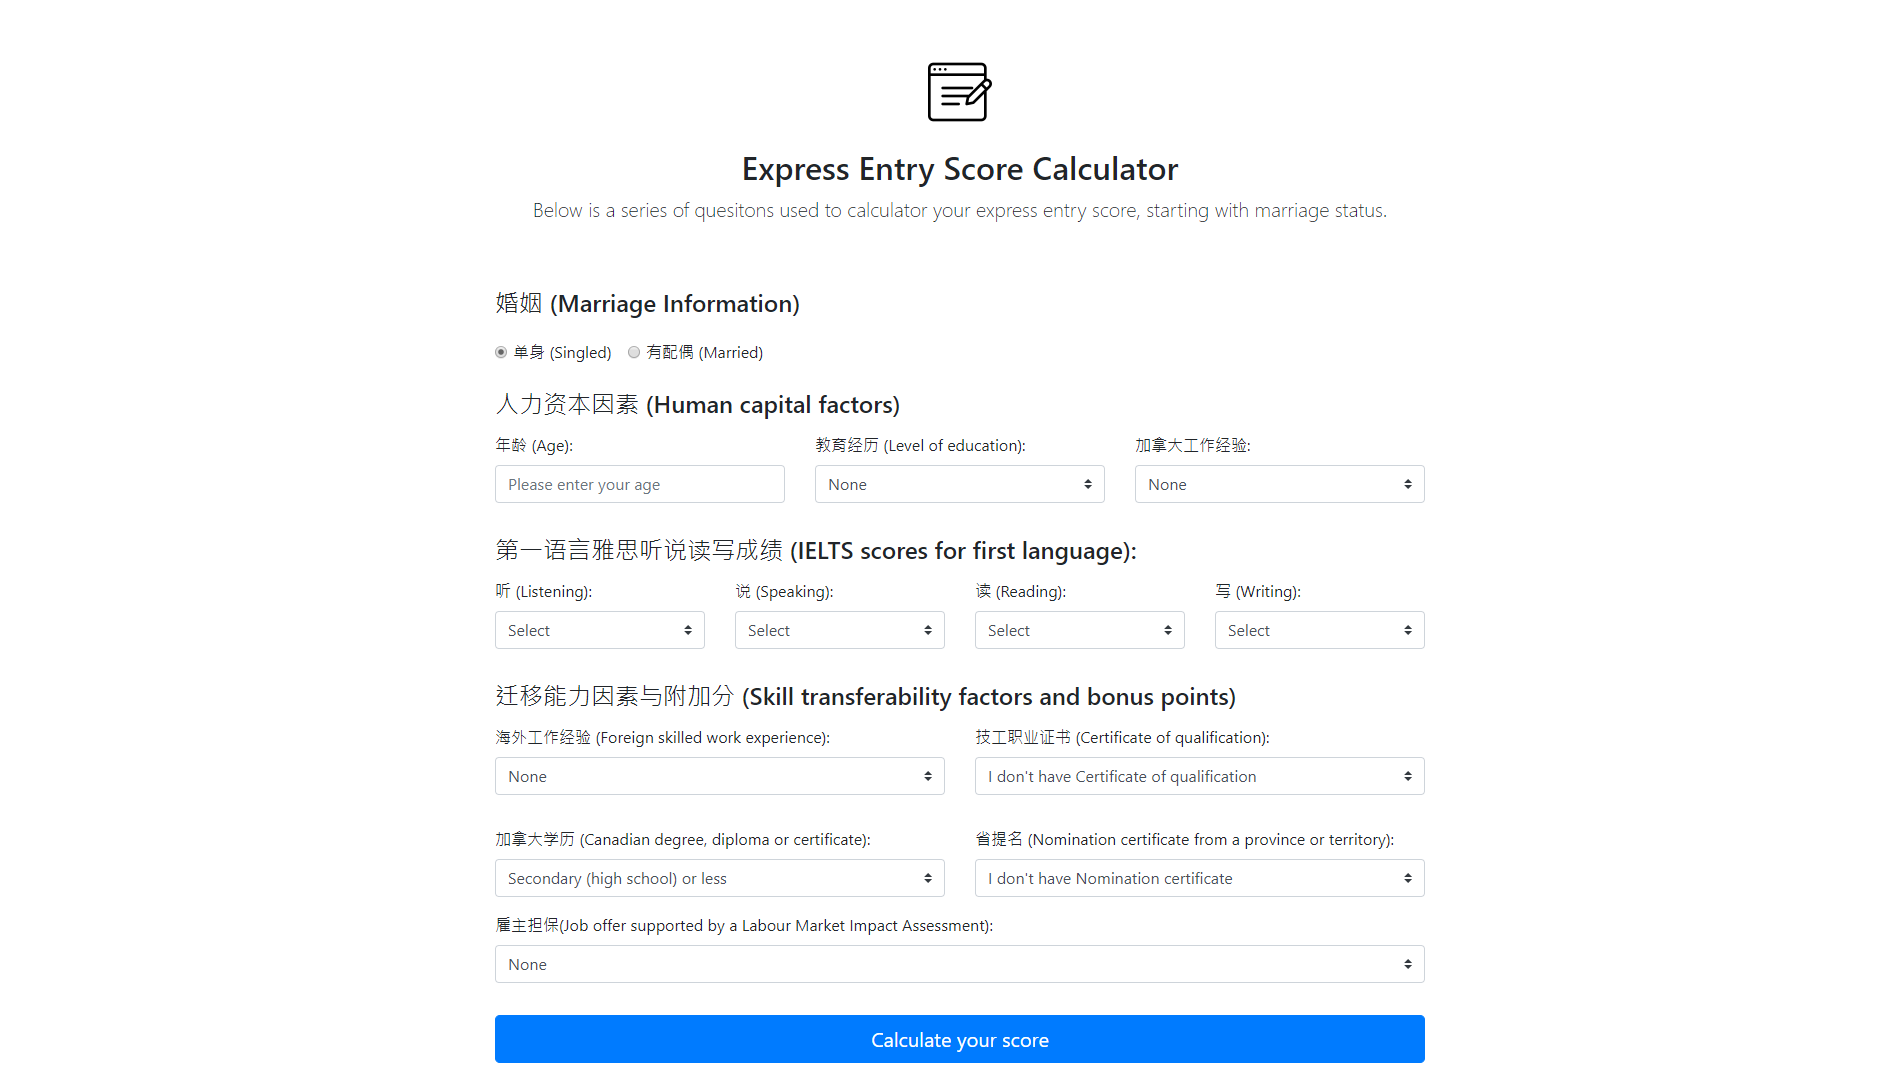 Express Entry Score Calculator
Below is a series of quesitons used to calculator your express entry score, starting with marriage status.
婚姻 (Marriage Information)
单身 (Singled) 有配偶 (Married)
人力资本因素 (Human capital factors)
年龄 (Age): 教育经历 (Level of education): 加拿大工作经验:
Please enter your age None None
第一语言雅思听说读写成绩 (IELTS scores for first language):
听 (Listening): 说 (Speaking): 读 (Reading): 写 (Writing):
Select Select Select Select
迁移能力因素与附加分 (Skill transferability factors and bonus points)
海外工作经验 (Foreign skilled work experience): 技工职业证书 (Certificate of qualification):
None I don't have Certificate of qualification
加拿大学历 (Canadian degree, diploma or certificate): 省提名 (Nomination certificate from a province or territory):
Secondary (high school) or less I don't have Nomination certificate
雇主担保(Job offer supported by a Labour Market Impact Assessment):
None
Calculate your score